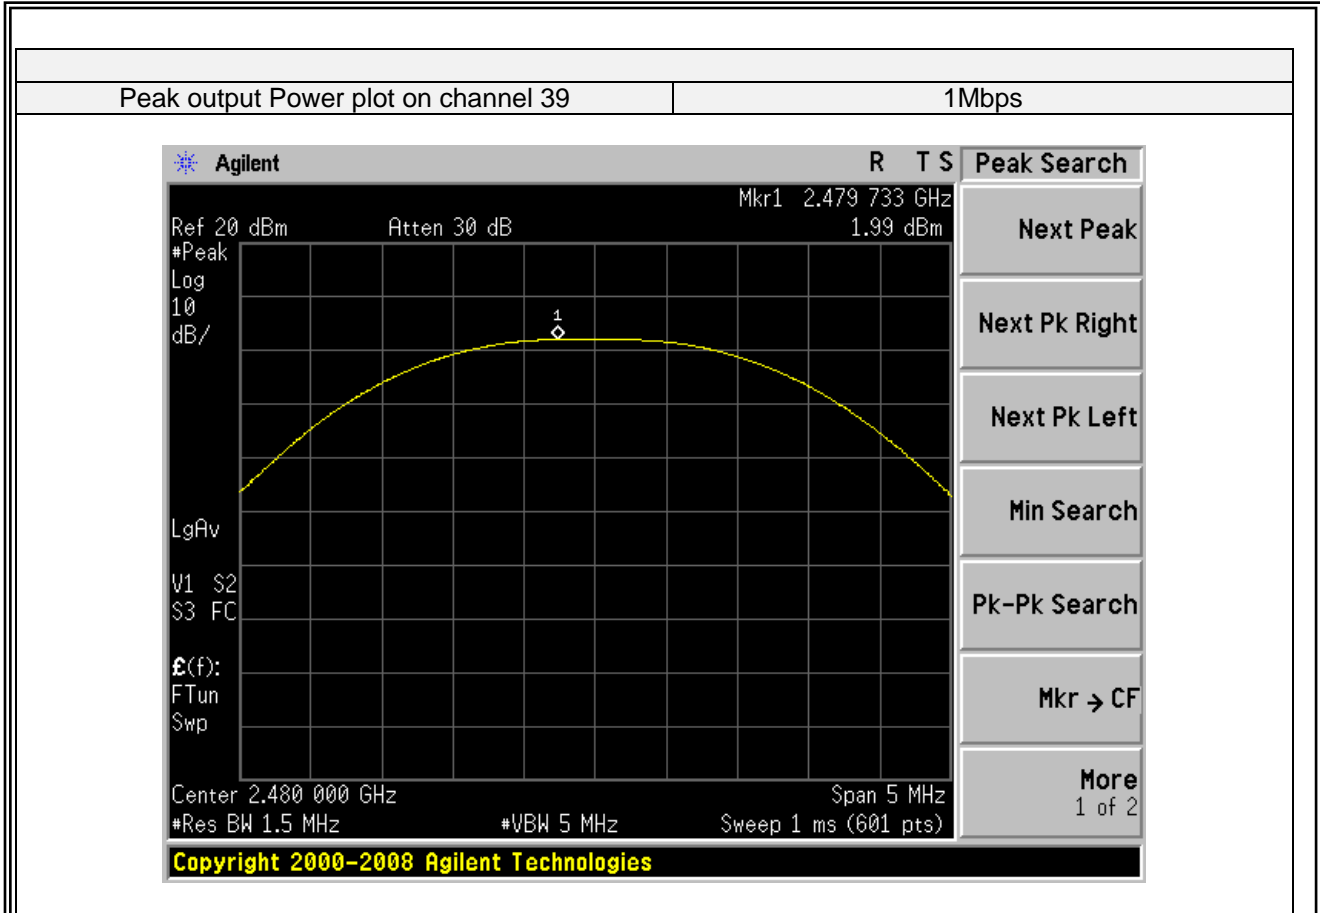 Peak output Power plot on channel 39 1Mbps
Agilent R T S Peak Search
Mkr1 2.479 733 GHz
Ref 20 dBm Atten 30 dB 1.99 dBm
#Peak
Log
10
dB/
1
LgAv
V1 S2
S3 FC
£(f):
FTun
Swp
Center 2.480 000 GHz Span 5 MHz
#Res BW 1.5 MHz #VBW 5 MHz Sweep 1 ms (601 pts)
Next Peak
Next Pk Right
Next Pk Left
Min Search
Pk-Pk Search
Mkr → CF
More
1 of 2
Copyright 2000-2008 Agilent Technologies